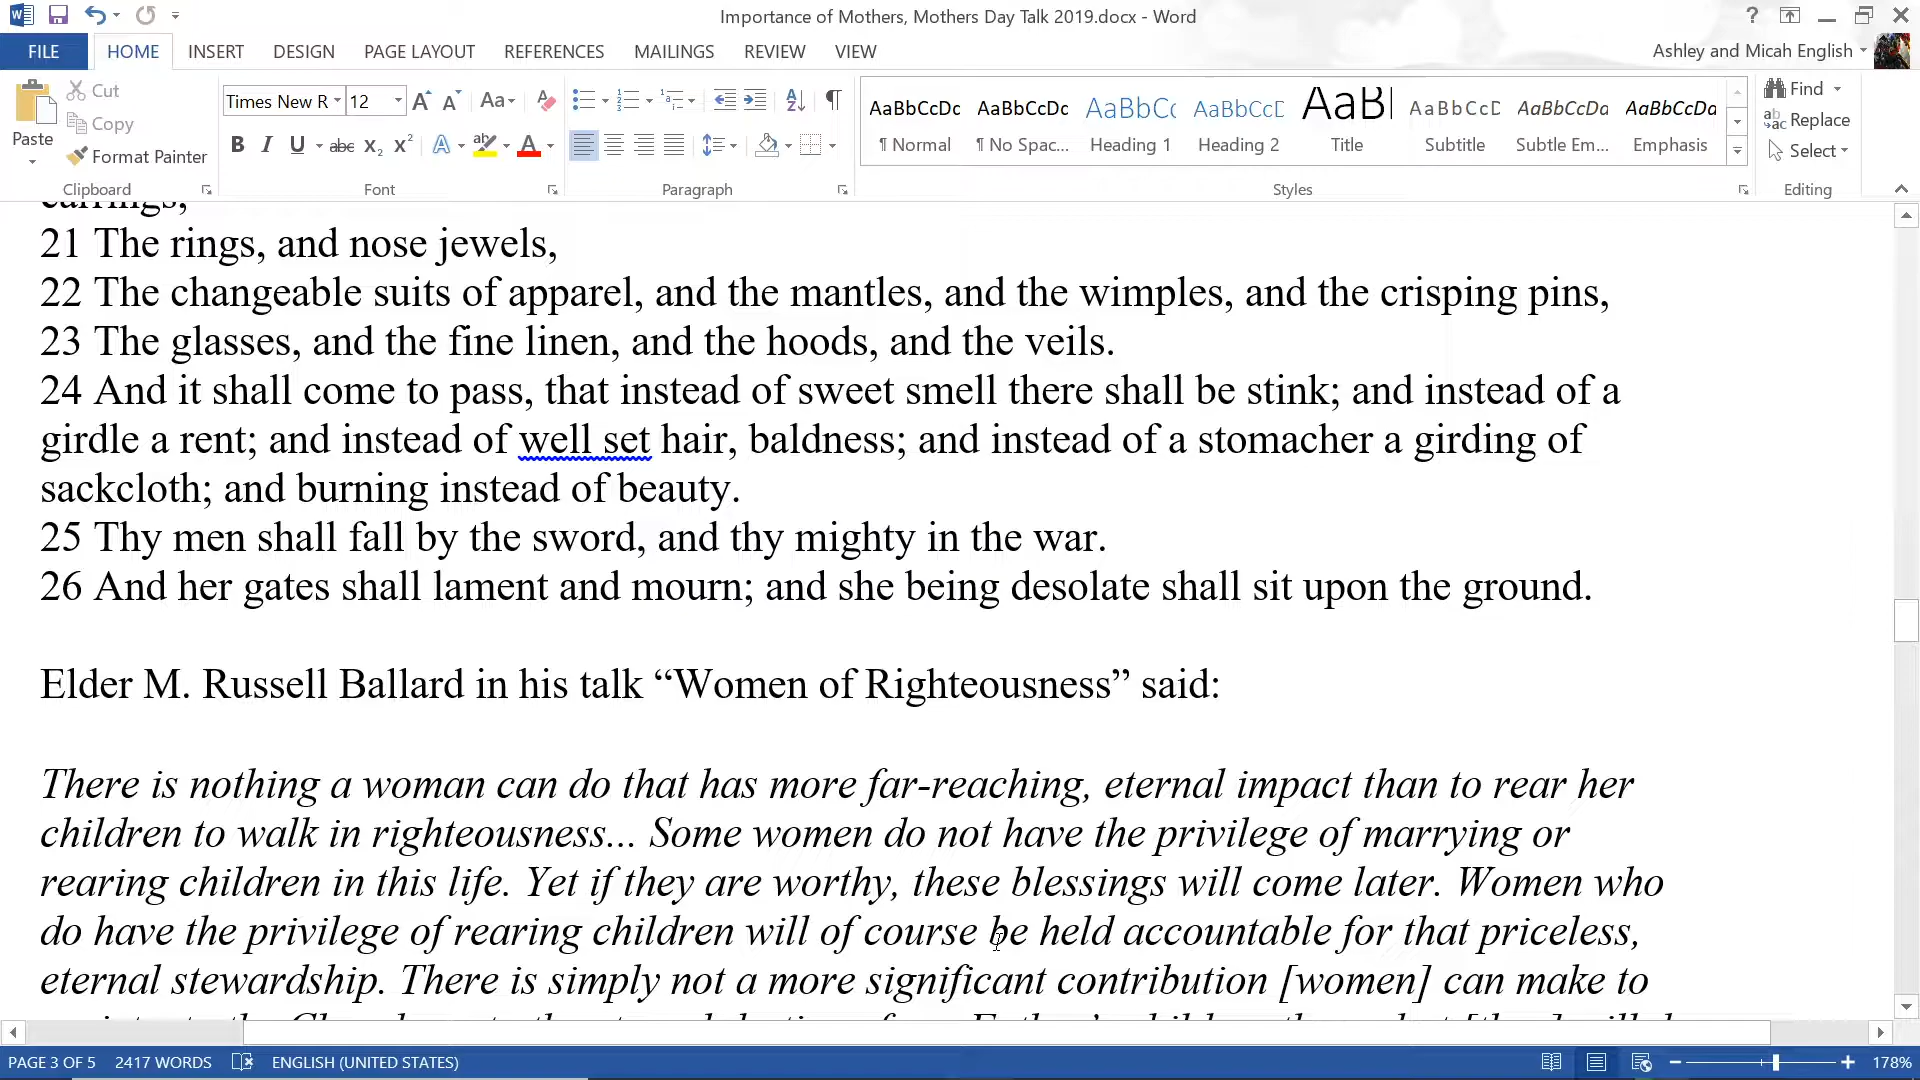 Importance of Mothers, Mothers Day Talk 2019.docx - Word
FILE HOME INSERT DESIGN PAGE LAYOUT REFERENCES MAILINGS REVIEW VIEW Ashley and Micah English
Cut
Copy
Format Painter
Paste
Clipboard
Times New R 12
Font
Paragraph
AaBbCcDc AaBbCcDc AaBbCc AaBbCcD AaB AaBbCcD AaBbCcDa AaBbCcDa
¶ Normal ¶ No Spac... Heading 1 Heading 2 Title Subtitle Subtle Em... Emphasis
Styles
Find
Replace
Select
Editing
earrings,
21 The rings, and nose jewels,
22 The changeable suits of apparel, and the mantles, and the wimples, and the crisping pins,
23 The glasses, and the fine linen, and the hoods, and the veils.
24 And it shall come to pass, that instead of sweet smell there shall be stink; and instead of a
girdle a rent; and instead of well set hair, baldness; and instead of a stomacher a girding of
sackcloth; and burning instead of beauty.
25 Thy men shall fall by the sword, and thy mighty in the war.
26 And her gates shall lament and mourn; and she being desolate shall sit upon the ground.
Elder M. Russell Ballard in his talk “Women of Righteousness” said:
There is nothing a woman can do that has more far-reaching, eternal impact than to rear her
children to walk in righteousness... Some women do not have the privilege of marrying or
rearing children in this life. Yet if they are worthy, these blessings will come later. Women who
do have the privilege of rearing children will of course be held accountable for that priceless,
eternal stewardship. There is simply not a more significant contribution [women] can make to
PAGE 3 OF 5 2417 WORDS ENGLISH (UNITED STATES) 178%